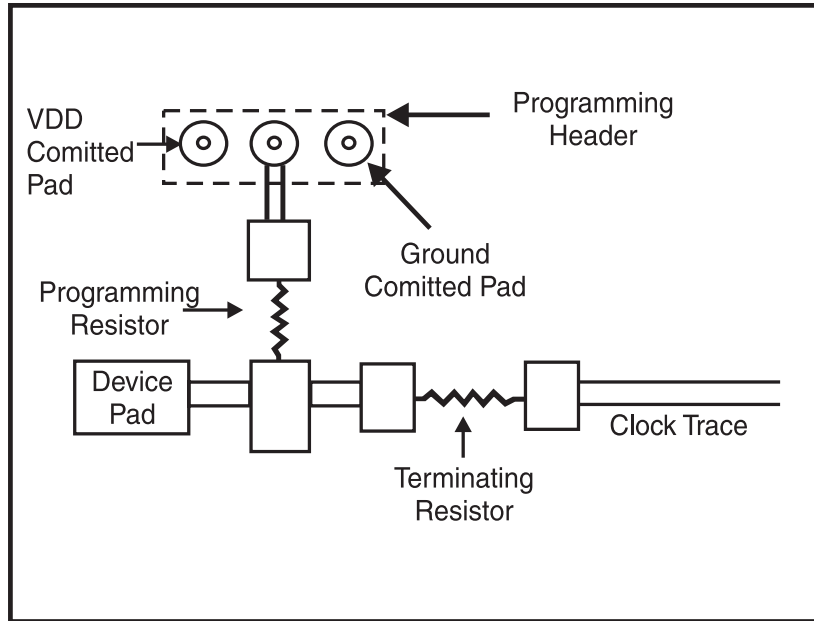 VDD
Comitted
Pad
Programming
Header
Ground
Comitted Pad
Programming
Resistor
Device
Pad
Clock Trace
Terminating
Resistor